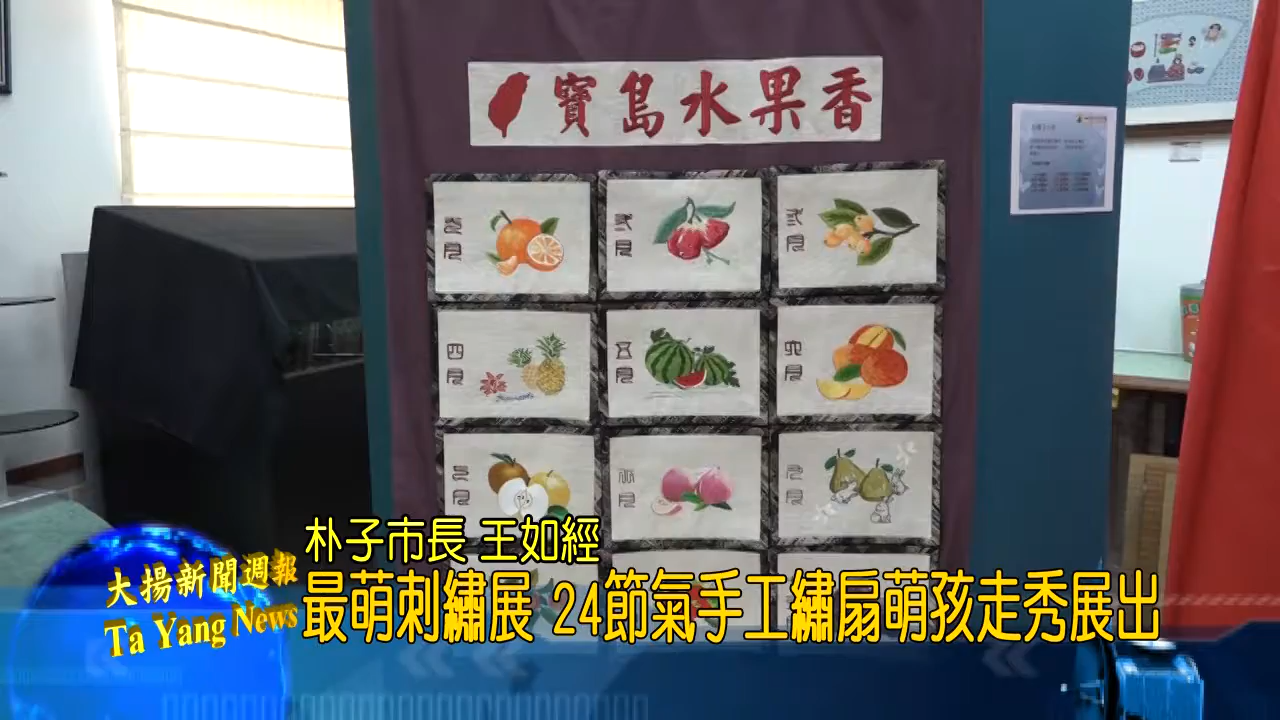 寶島水果香
壹月
貳月
叁月
四月
五月
六月
七月
八月
九月
朴子市長 王如經
大揚新聞週報
Ta Yang News
最萌刺繡展 24節氣手工繡扇萌孩走秀展出